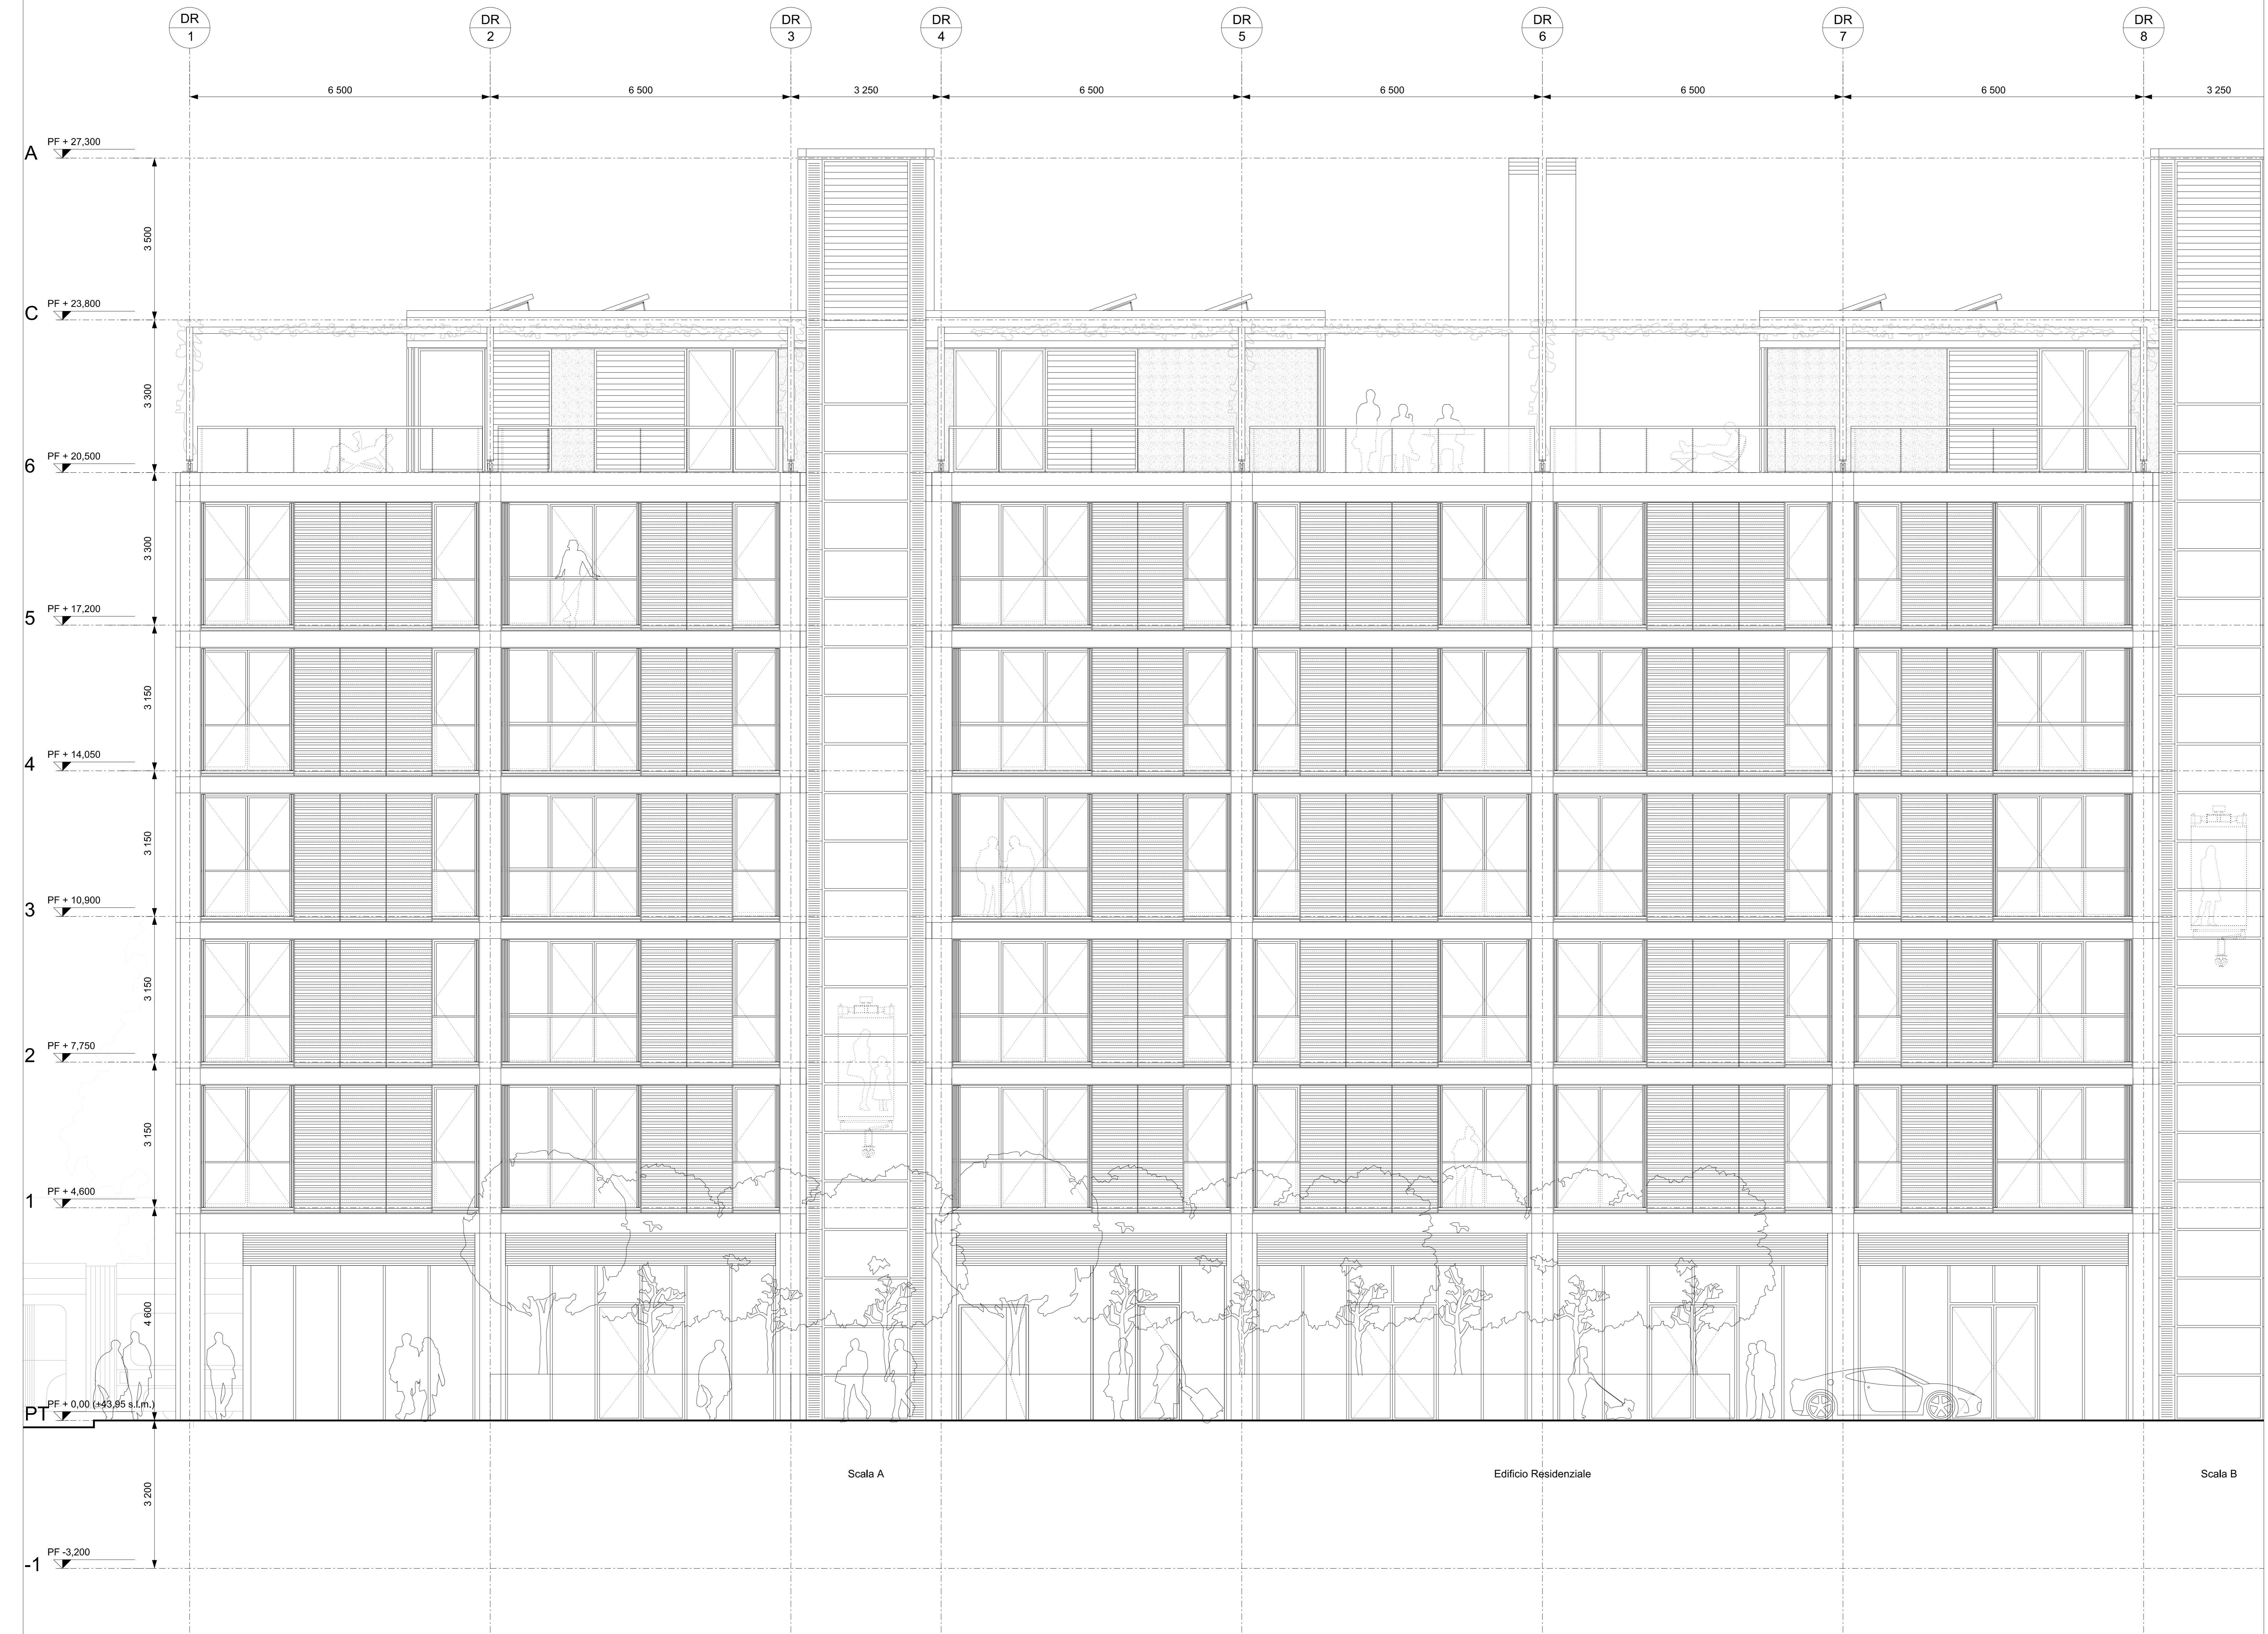 DR 1
DR 2
DR 3
DR 4
DR 5
DR 6
DR 7
DR 8
6 500
6 500
3 250
6 500
6 500
6 500
6 500
3 250
A PF + 27,300
3 500
C PF + 23,800
3 300
6 PF + 20,500
3 300
5 PF + 17,200
3 150
4 PF + 14,050
3 150
3 PF + 10,900
3 150
2 PF + 7,750
3 150
1 PF + 4,600
4 600
PT PF + 0,00 (+43,95 s.l.m.)
Scala A
Edificio Residenziale
Scala B
3 200
-1 PF -3,200